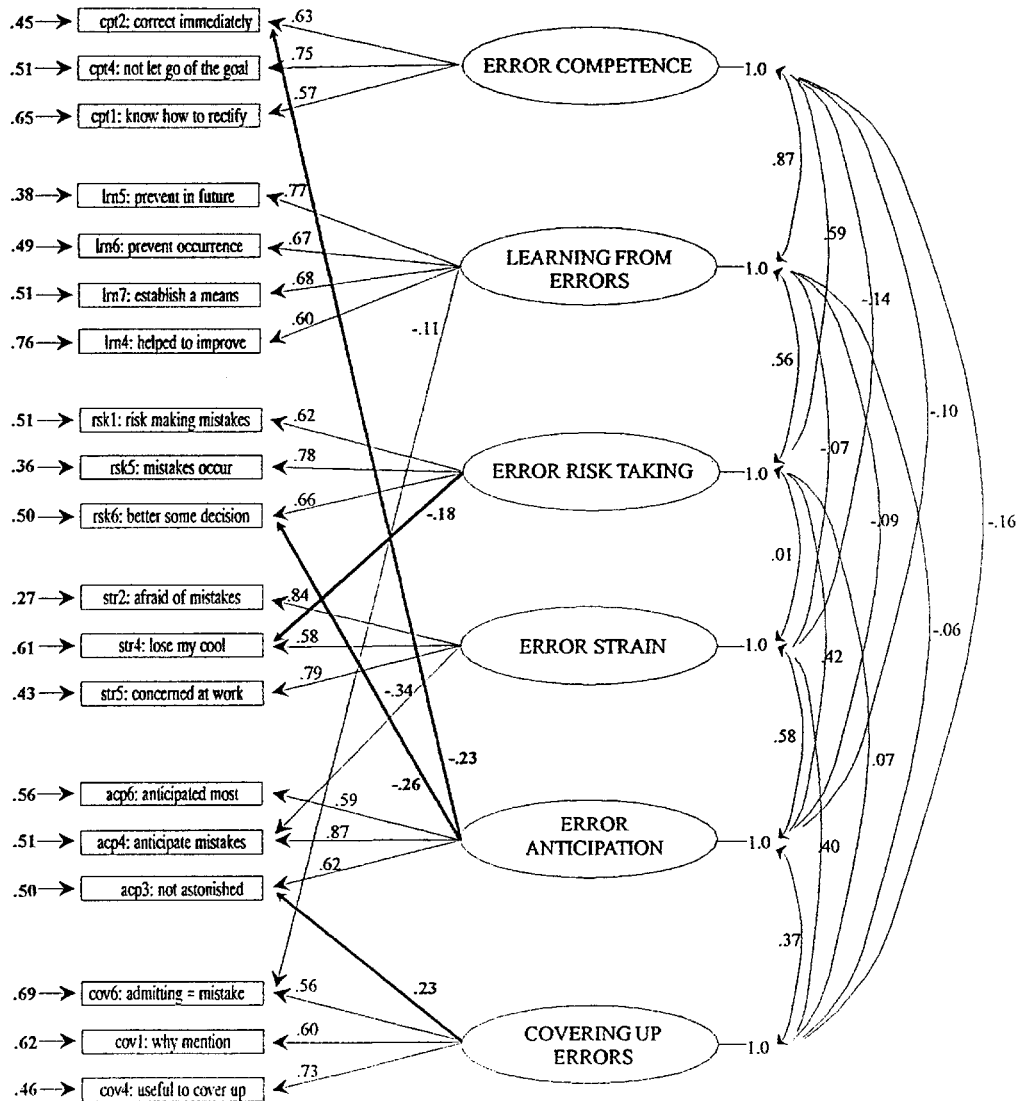 .45 cpt2: correct immediately .63
.51 cpt4: not let go of the goal .75 ERROR COMPETENCE 1.0
.65 cpt1: know how to rectify .57
.87
.38 lrn5: prevent in future .77
.59
.49 lrn6: prevent occurrence .67 LEARNING FROM
ERRORS 1.0
.51 lrn7: establish a means .68
-.14
-.11
.76 lrn4: helped to improve .60
.56
-.10
.51 rsk1: risk making mistakes .62
-.07
.36 rsk5: mistakes occur .78 ERROR RISK TAKING 1.0
.50 rsk6: better some decision .66
-.18
-.09
-.16
.01
.27 str2: afraid of mistakes .84
-.06
.61 str4: lose my cool .58 ERROR STRAIN 1.0
.42
.43 str5: concerned at work .79
-.34
.58
-.23
.07
-.26
.56 acp6: anticipated most .59
.51 acp4: anticipate mistakes .87 ERROR
ANTICIPATION 1.0
.40
.50 acp3: not astonished .62
.37
.69 cov6: admitting = mistake .56
.23
.62 cov1: why mention .60 COVERING UP
ERRORS 1.0
.46 cov4: useful to cover up .73